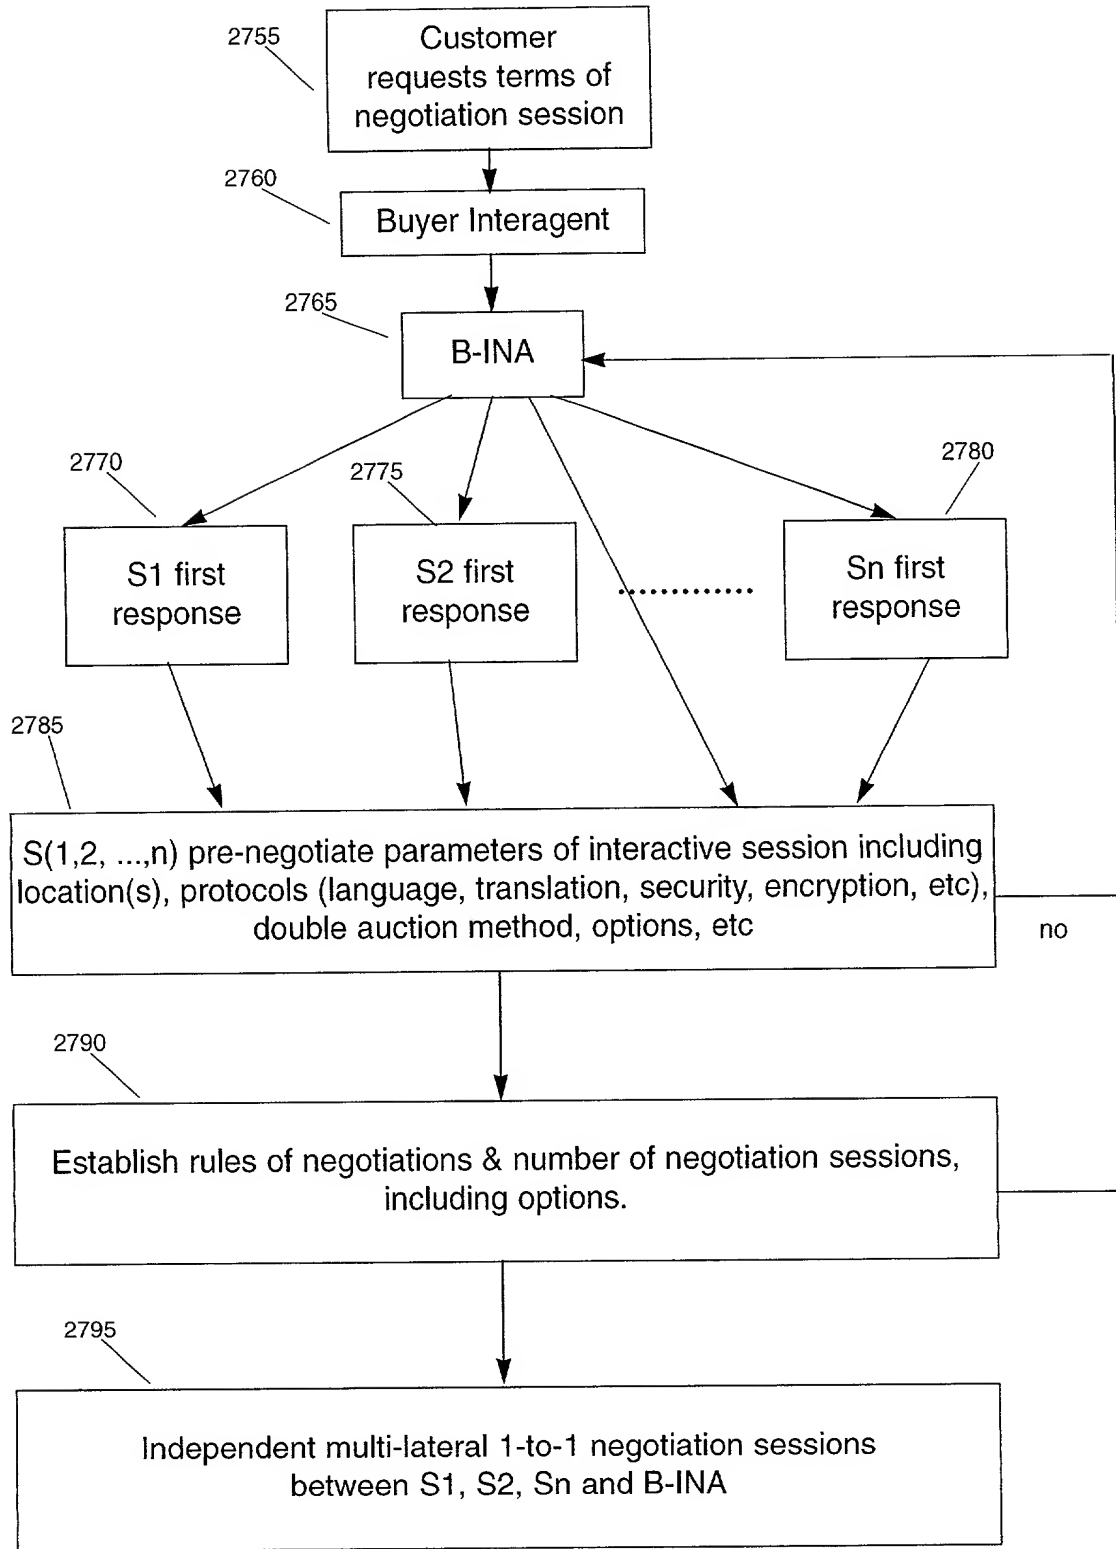 2755
Customer
requests terms of
negotiation session
2760
Buyer Interagent
2765
B-INA
2770
2775
2780
S1 first
response
S2 first
response
Sn first
response
2785
S(1,2, ...,n) pre-negotiate parameters of interactive session including
location(s), protocols (language, translation, security, encryption, etc),
double auction method, options, etc
no
2790
Establish rules of negotiations & number of negotiation sessions,
including options.
2795
Independent multi-lateral 1-to-1 negotiation sessions
between S1, S2, Sn and B-INA